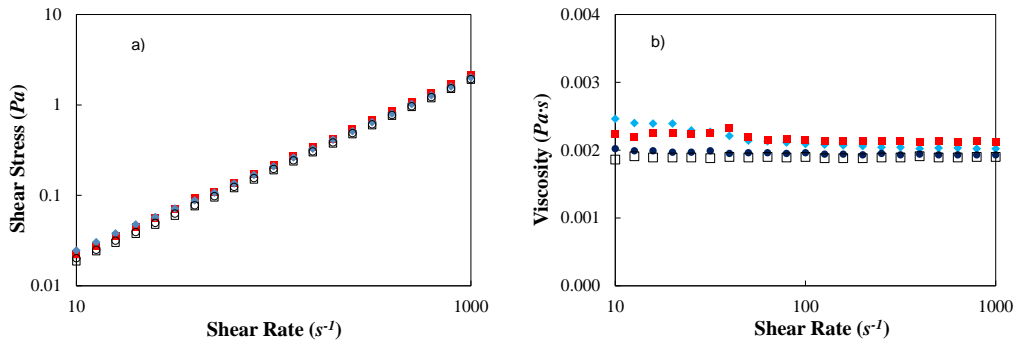 10
1
0.1
0.01
Shear Stress (Pa)
a)
10
1000
Shear Rate (s-1)
0.004
0.003
0.002
0.001
0.000
Viscosity (Pa·s)
b)
10
100
1000
Shear Rate (s-1)